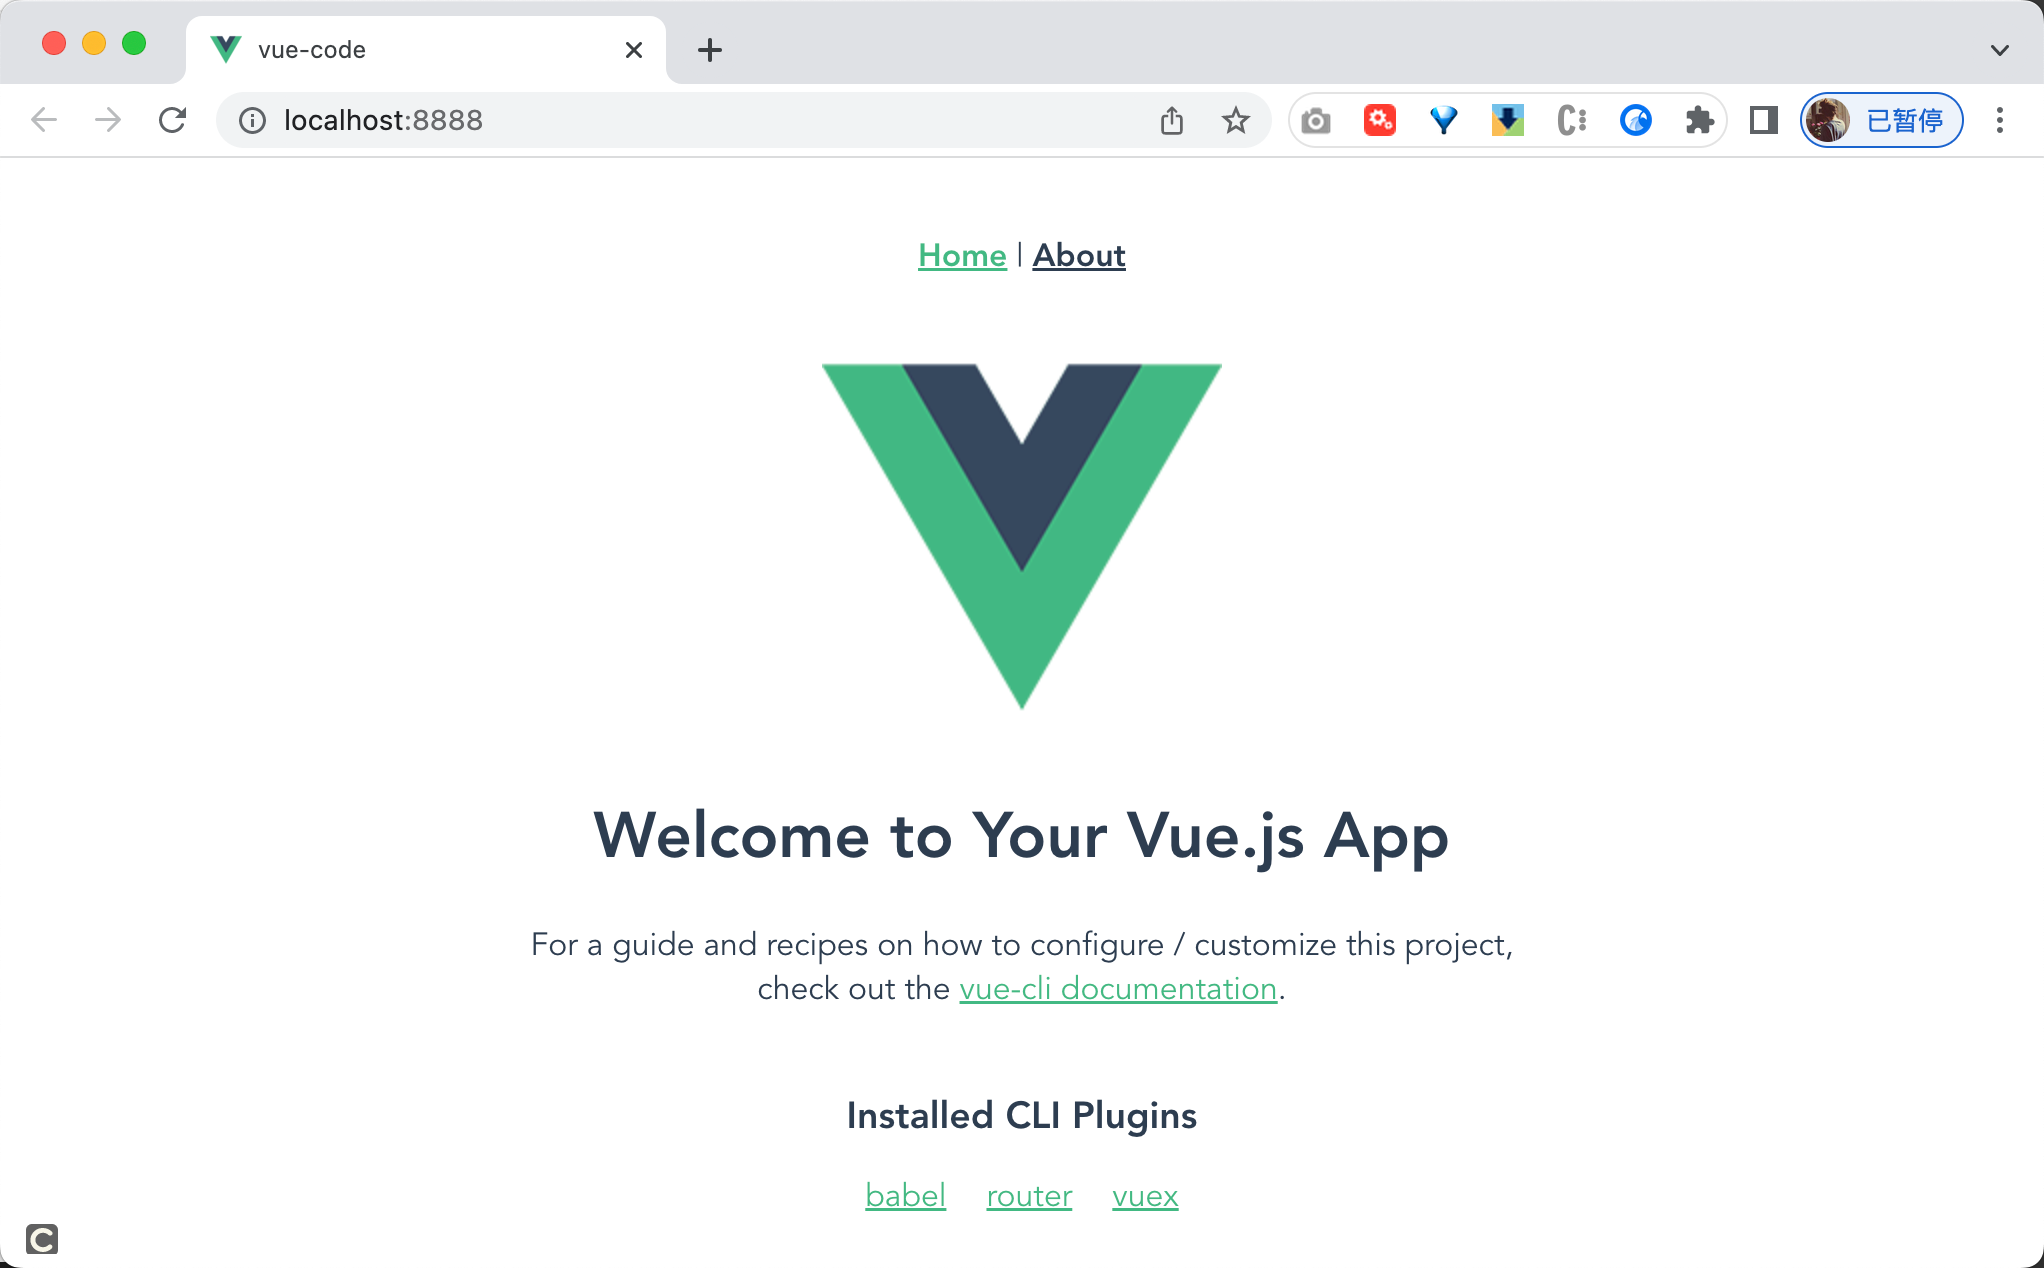 vue-code
localhost:8888
已暂停
Home | About
Welcome to Your Vue.js App
For a guide and recipes on how to configure / customize this project,
check out the vue-cli documentation.
Installed CLI Plugins
babel router vuex
C